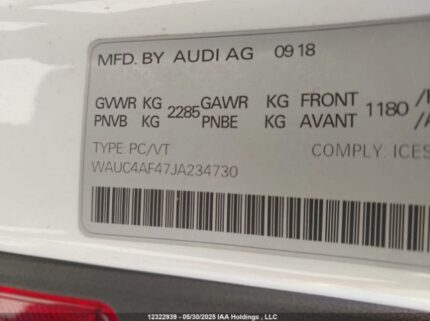 MFD. BY AUDI AG 09 18
GVWR KG 2285 GAWR KG FRONT 1180 /
PNVB KG PNBE KG AVANT /
TYPE: PC/VT COMPLY: ICES
WAUC4AF47JA234730
12322939 - 05/30/2025 IAA Holdings , LLC